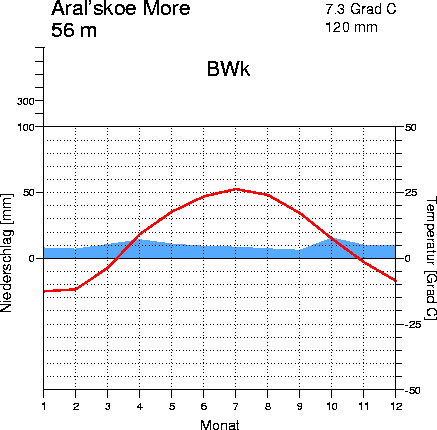 Aral'skoe More
56 m
7.3 Grad C
120 mm
BWk
300
100
50
0
50
25
0
-25
-50
Niederschlag [mm]
Temperatur [Grad C]
1 2 3 4 5 6 7 8 9 10 11 12
Monat